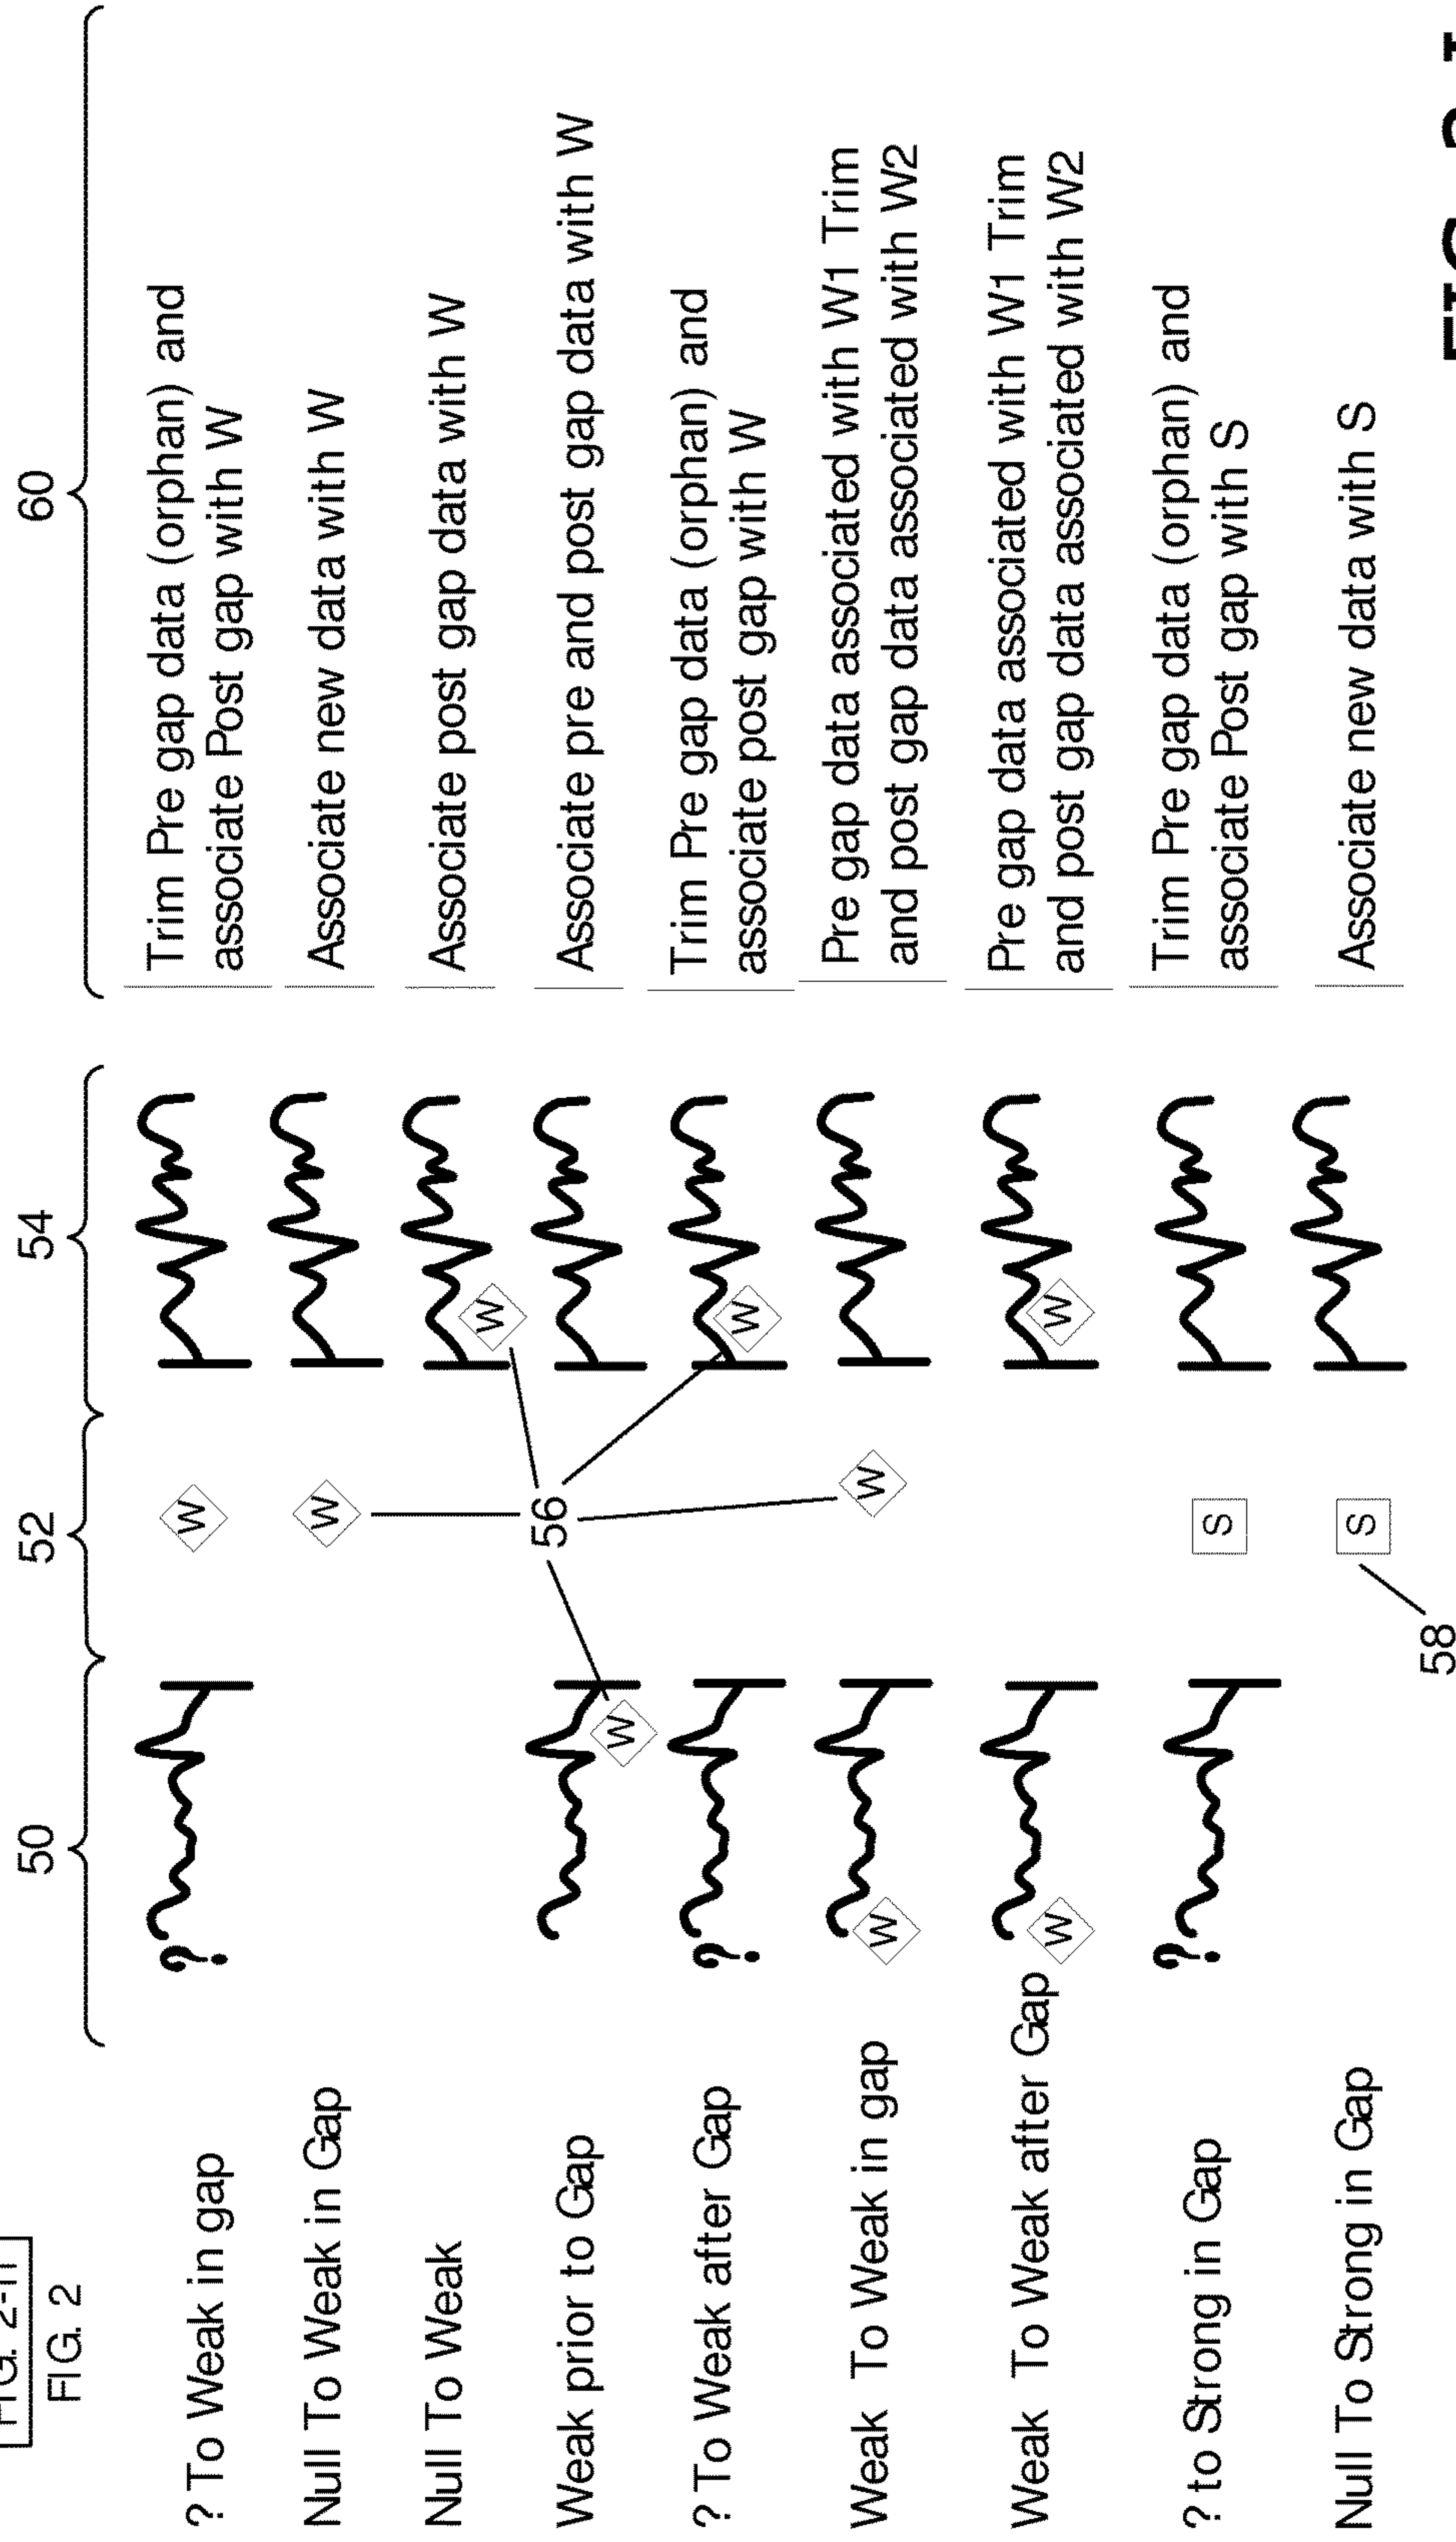 FIG. 2
50
52
54
60
? To Weak in gap
?
W
Trim Pre gap data (orphan) and
associate Post gap with W
Null To Weak in Gap
W
Associate new data with W
Null To Weak
W
Associate post gap data with W
Weak prior to Gap
W
56
Associate pre and post gap data with W
? To Weak after Gap
?
W
Trim Pre gap data (orphan) and
associate post gap with W
Weak To Weak in gap
W
W
Pre gap data associated with W1 Trim
and post gap data associated with W2
Weak To Weak after Gap
W
W
Pre gap data associated with W1 Trim
and post gap data associated with W2
? to Strong in Gap
?
S
Trim Pre gap data (orphan) and
associate Post gap with S
Null To Strong in Gap
S
58
Associate new data with S